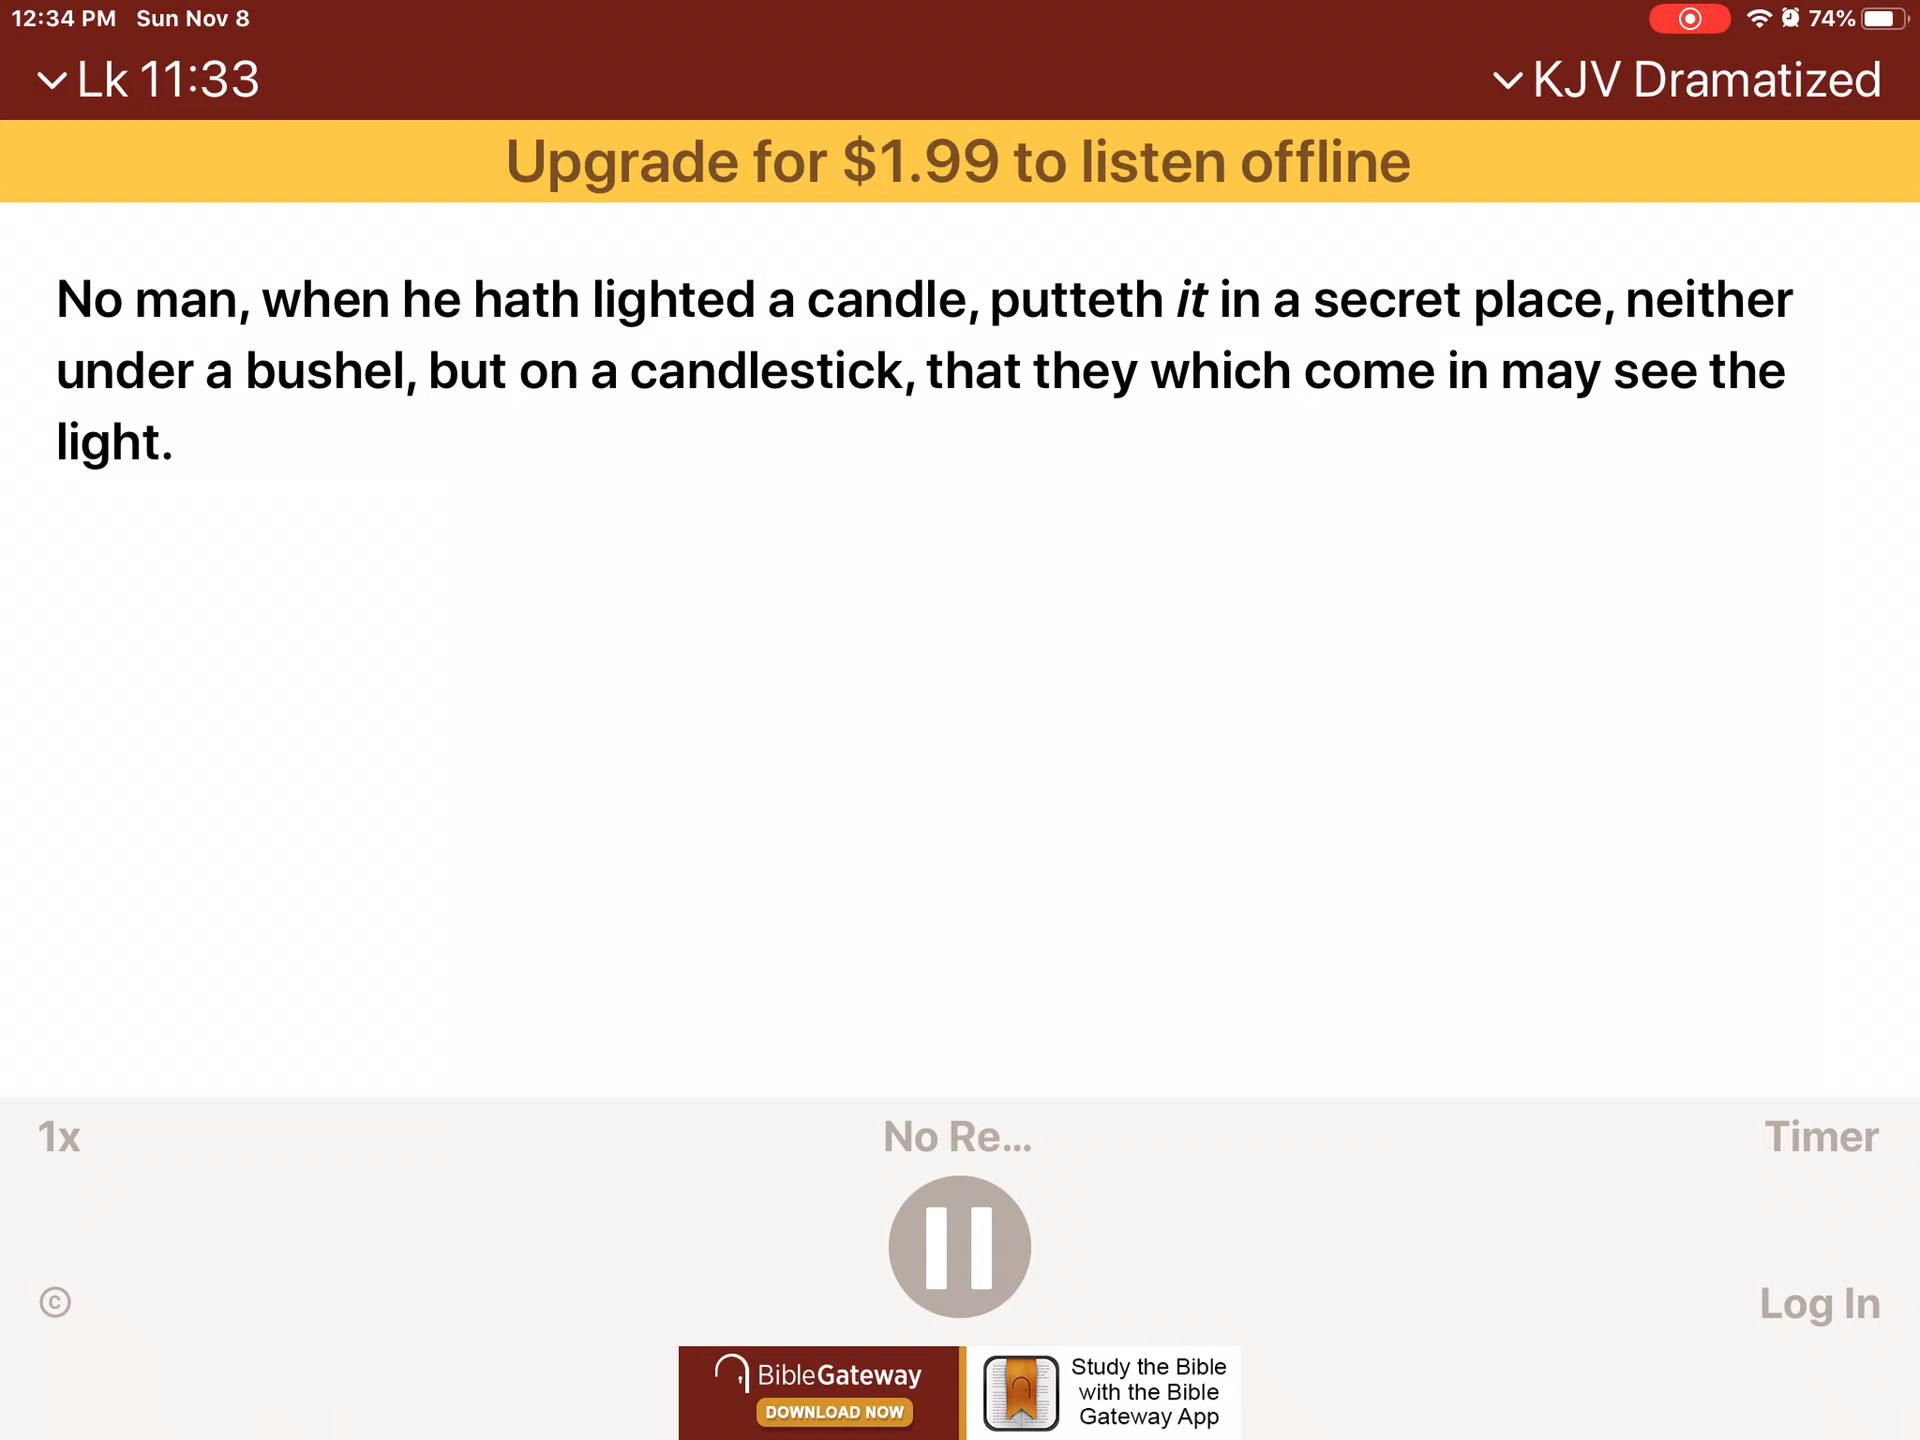 12:34 PM Sun Nov 8 74%
Lk 11:33 KJV Dramatized
Upgrade for $1.99 to listen offline
No man, when he hath lighted a candle, putteth it in a secret place, neither
under a bushel, but on a candlestick, that they which come in may see the
light.
1x No Re... Timer
© Log In
BibleGateway
DOWNLOAD NOW
Study the Bible
with the Bible
Gateway App